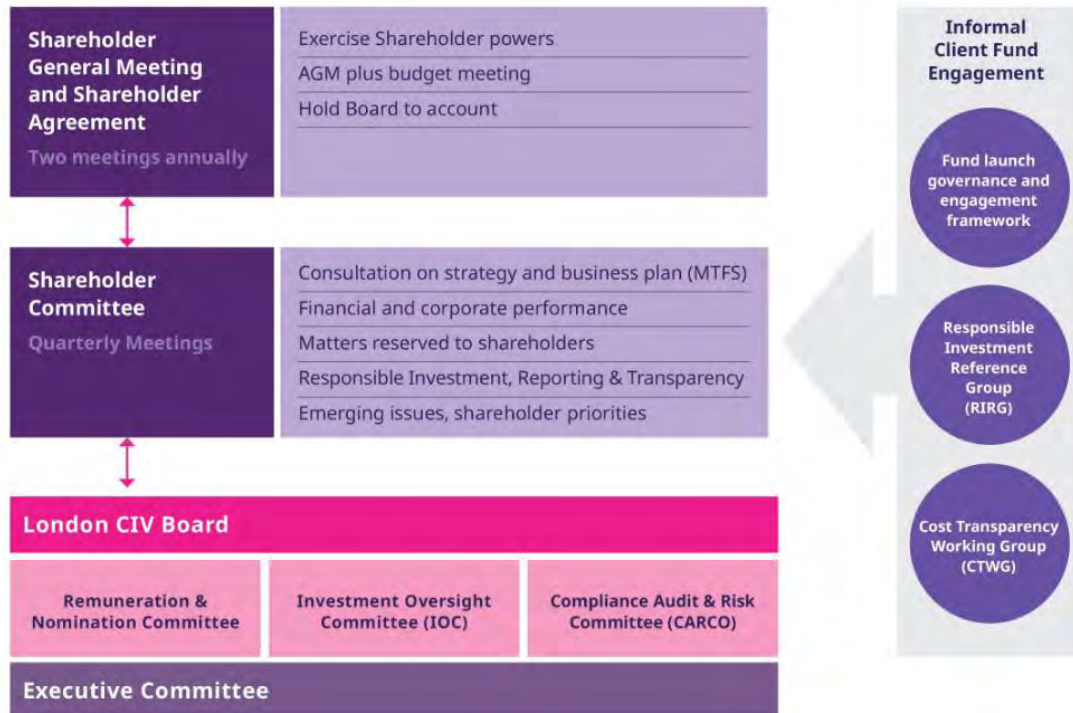 Shareholder
General Meeting
and Shareholder
Agreement
Two meetings annually
Exercise Shareholder powers
AGM plus budget meeting
Hold Board to account
Shareholder
Committee
Quarterly Meetings
Consultation on strategy and business plan (MTFS)
Financial and corporate performance
Matters reserved to shareholders
Responsible Investment, Reporting & Transparency
Emerging issues, shareholder priorities
London CIV Board
Remuneration &
Nomination Committee
Investment Oversight
Committee (IOC)
Compliance Audit & Risk
Committee (CARCO)
Executive Committee
Informal
Client Fund
Engagement
Fund launch
governance and
engagement
framework
Responsible
Investment
Reference
Group
(RIRG)
Cost Transparency
Working Group
(CTWG)